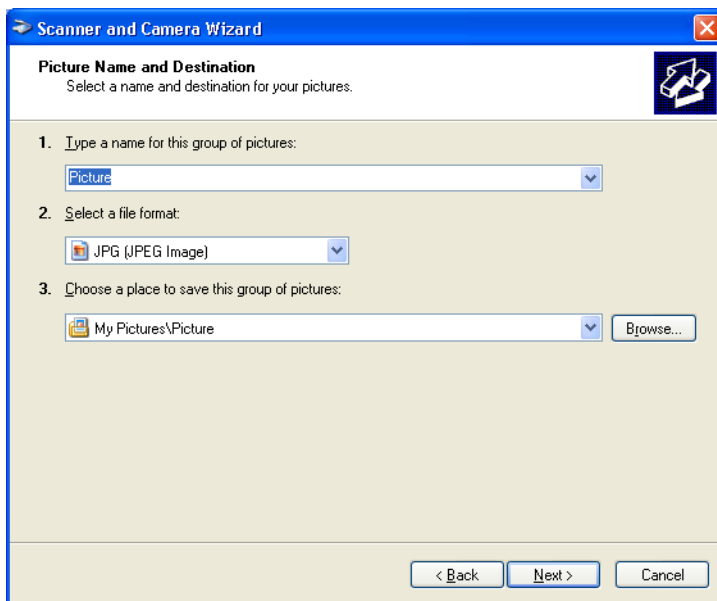 Scanner and Camera Wizard
Picture Name and Destination
Select a name and destination for your pictures.
1. Type a name for this group of pictures:
Picture
2. Select a file format:
JPG (JPEG Image)
3. Choose a place to save this group of pictures:
My Pictures\Picture Browse...
< Back Next > Cancel